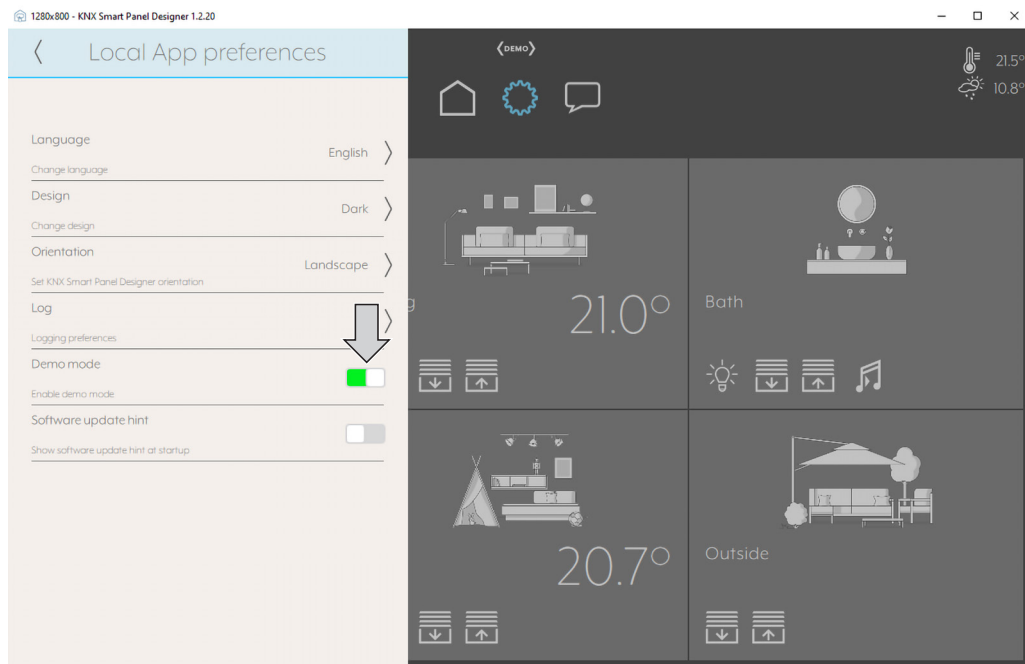 1280x800 - KNX Smart Panel Designer 1.2.20
Local App preferences
Language
English
Change language
Design
Dark
Change design
Orientation
Landscape
Set KNX Smart Panel Designer orientation
Log
Logging preferences
Demo mode
Enable demo mode
Software update hint
Show software update hint at startup
DEMO
21.5°
10.8°
g
21.0°
Bath
20.7°
Outside